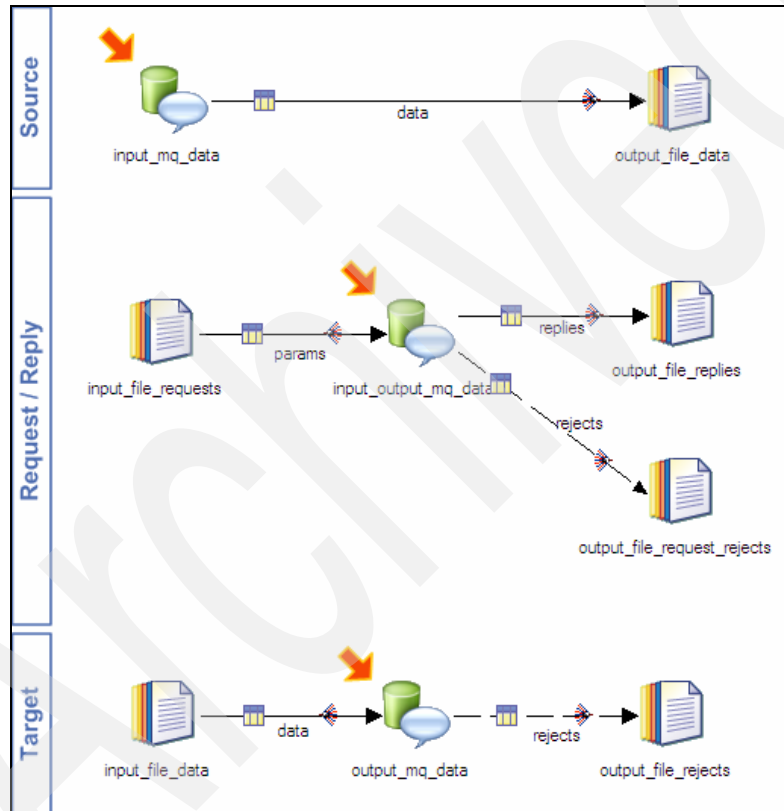 Source
input_mq_data
data
output_file_data
Request / Reply
input_file_requests
params
input_output_mq_data
replies
output_file_replies
rejects
output_file_request_rejects
Target
input_file_data
data
output_mq_data
rejects
output_file_rejects
Archived